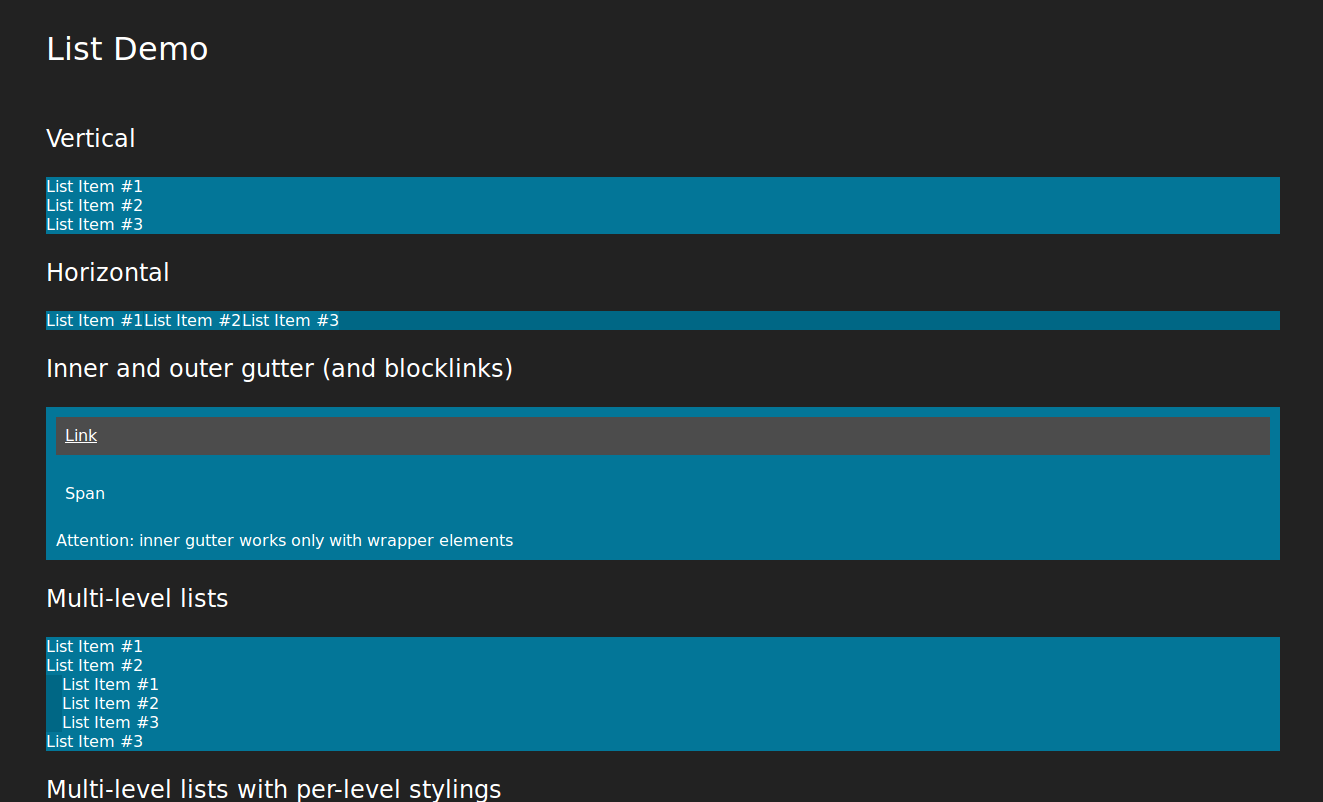 List Demo
Vertical
List Item #1
List Item #2
List Item #3
Horizontal
List Item #1List Item #2List Item #3
Inner and outer gutter (and blocklinks)
Link
Span
Attention: inner gutter works only with wrapper elements
Multi-level lists
List Item #1
List Item #2
List Item #1
List Item #2
List Item #3
List Item #3
Multi-level lists with per-level stylings